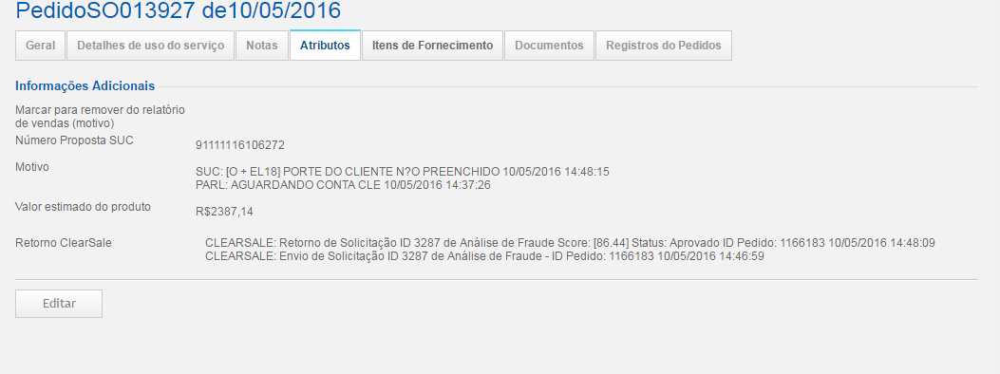 PedidoSO013927 de10/05/2016
Geral Detalhes de uso do serviço Notas Atributos Itens de Fornecimento Documentos Registros do Pedidos
Informações Adicionais
Marcar para remover do relatório
de vendas (motivo)
Número Proposta SUC 91111116106272
Motivo SUC: [O + EL18] PORTE DO CLIENTE N?O PREENCHIDO 10/05/2016 14:48:15
PARL: AGUARDANDO CONTA CLE 10/05/2016 14:37:26
Valor estimado do produto R$2387,14
Retorno ClearSale CLEARSALE: Retorno de Solicitação ID 3287 de Análise de Fraude Score: [86.44] Status: Aprovado ID Pedido: 1166183 10/05/2016 14:48:09
CLEARSALE: Envio de Solicitação ID 3287 de Análise de Fraude - ID Pedido: 1166183 10/05/2016 14:46:59
Editar